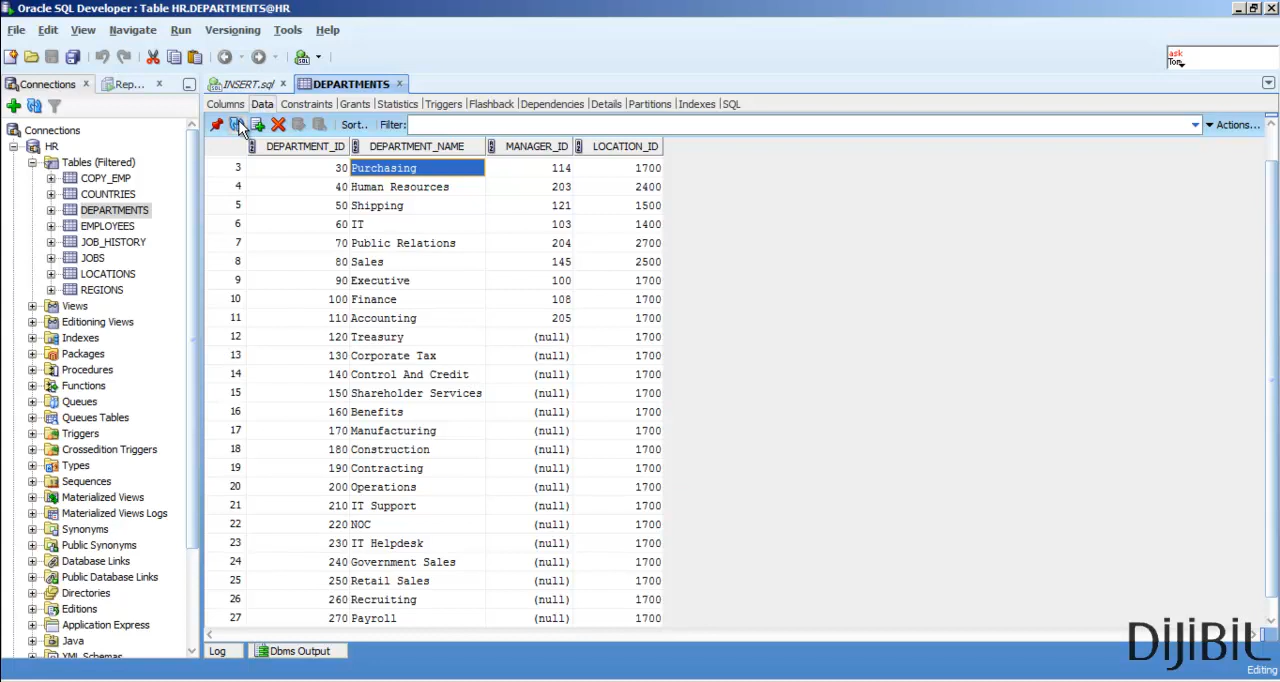 Oracle SQL Developer : Table HR.DEPARTMENTS@HR
File Edit View Navigate Run Versioning Tools Help
ask
Tom
Connections Rep... INSERT.sql DEPARTMENTS
Columns Data Constraints Grants Statistics Triggers Flashback Dependencies Details Partitions Indexes SQL
Sort.. Filter: Actions...
Connections
HR
Tables (Filtered)
COPY_EMP
COUNTRIES
DEPARTMENTS
EMPLOYEES
JOB_HISTORY
JOBS
LOCATIONS
REGIONS
Views
Editioning Views
Indexes
Packages
Procedures
Functions
Queues
Queues Tables
Triggers
Crossedition Triggers
Types
Sequences
Materialized Views
Materialized Views Logs
Synonyms
Public Synonyms
Database Links
Public Database Links
Directories
Editions
Application Express
Java
XML Schemas
DEPARTMENT_ID DEPARTMENT_NAME MANAGER_ID LOCATION_ID
3 30 Purchasing 114 1700
4 40 Human Resources 203 2400
5 50 Shipping 121 1500
6 60 IT 103 1400
7 70 Public Relations 204 2700
8 80 Sales 145 2500
9 90 Executive 100 1700
10 100 Finance 108 1700
11 110 Accounting 205 1700
12 120 Treasury (null) 1700
13 130 Corporate Tax (null) 1700
14 140 Control And Credit (null) 1700
15 150 Shareholder Services (null) 1700
16 160 Benefits (null) 1700
17 170 Manufacturing (null) 1700
18 180 Construction (null) 1700
19 190 Contracting (null) 1700
20 200 Operations (null) 1700
21 210 IT Support (null) 1700
22 220 NOC (null) 1700
23 230 IT Helpdesk (null) 1700
24 240 Government Sales (null) 1700
25 250 Retail Sales (null) 1700
26 260 Recruiting (null) 1700
27 270 Payroll (null) 1700
Log Dbms Output
DIJIBIL
Editing